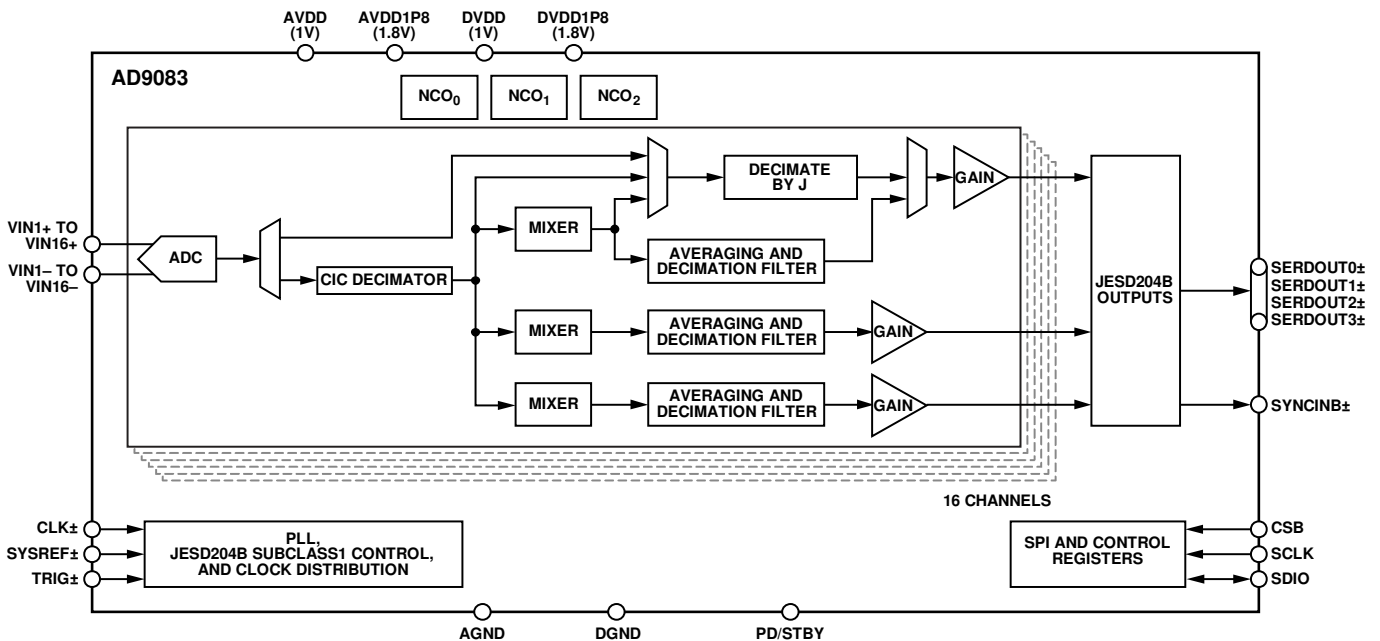 AVDD
(1V)
AVDD1P8
(1.8V)
DVDD
(1V)
DVDD1P8
(1.8V)
AD9083
NCO0
NCO1
NCO2
VIN1+ TO
VIN16+
VIN1– TO
VIN16–
ADC
CIC DECIMATOR
MIXER
DECIMATE
BY J
AVERAGING AND
DECIMATION FILTER
GAIN
MIXER
AVERAGING AND
DECIMATION FILTER
GAIN
MIXER
AVERAGING AND
DECIMATION FILTER
GAIN
JESD204B
OUTPUTS
SERDOUT0±
SERDOUT1±
SERDOUT2±
SERDOUT3±
SYNCINB±
16 CHANNELS
CLK±
SYSREF±
TRIG±
PLL,
JESD204B SUBCLASS1 CONTROL,
AND CLOCK DISTRIBUTION
SPI AND CONTROL
REGISTERS
CSB
SCLK
SDIO
AGND
DGND
PD/STBY